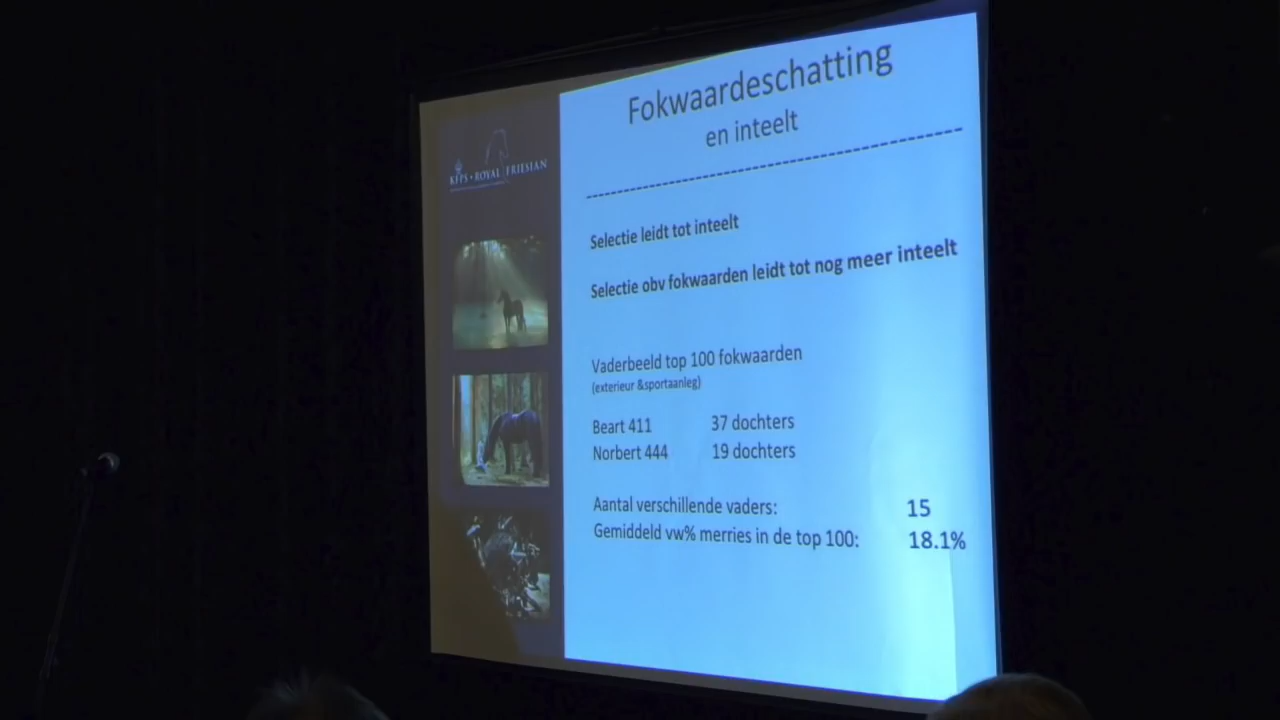 Fokwaardeschatting
en inteelt
KFPS • ROYAL FRIESIAN
Selectie leidt tot inteelt
Selectie obv fokwaarden leidt tot nog meer inteelt
Vaderbeeld top 100 fokwaarden
(exterieur &sportaanleg)
Beart 411 37 dochters
Norbert 444 19 dochters
Aantal verschillende vaders: 15
Gemiddeld vw% merries in de top 100: 18.1%